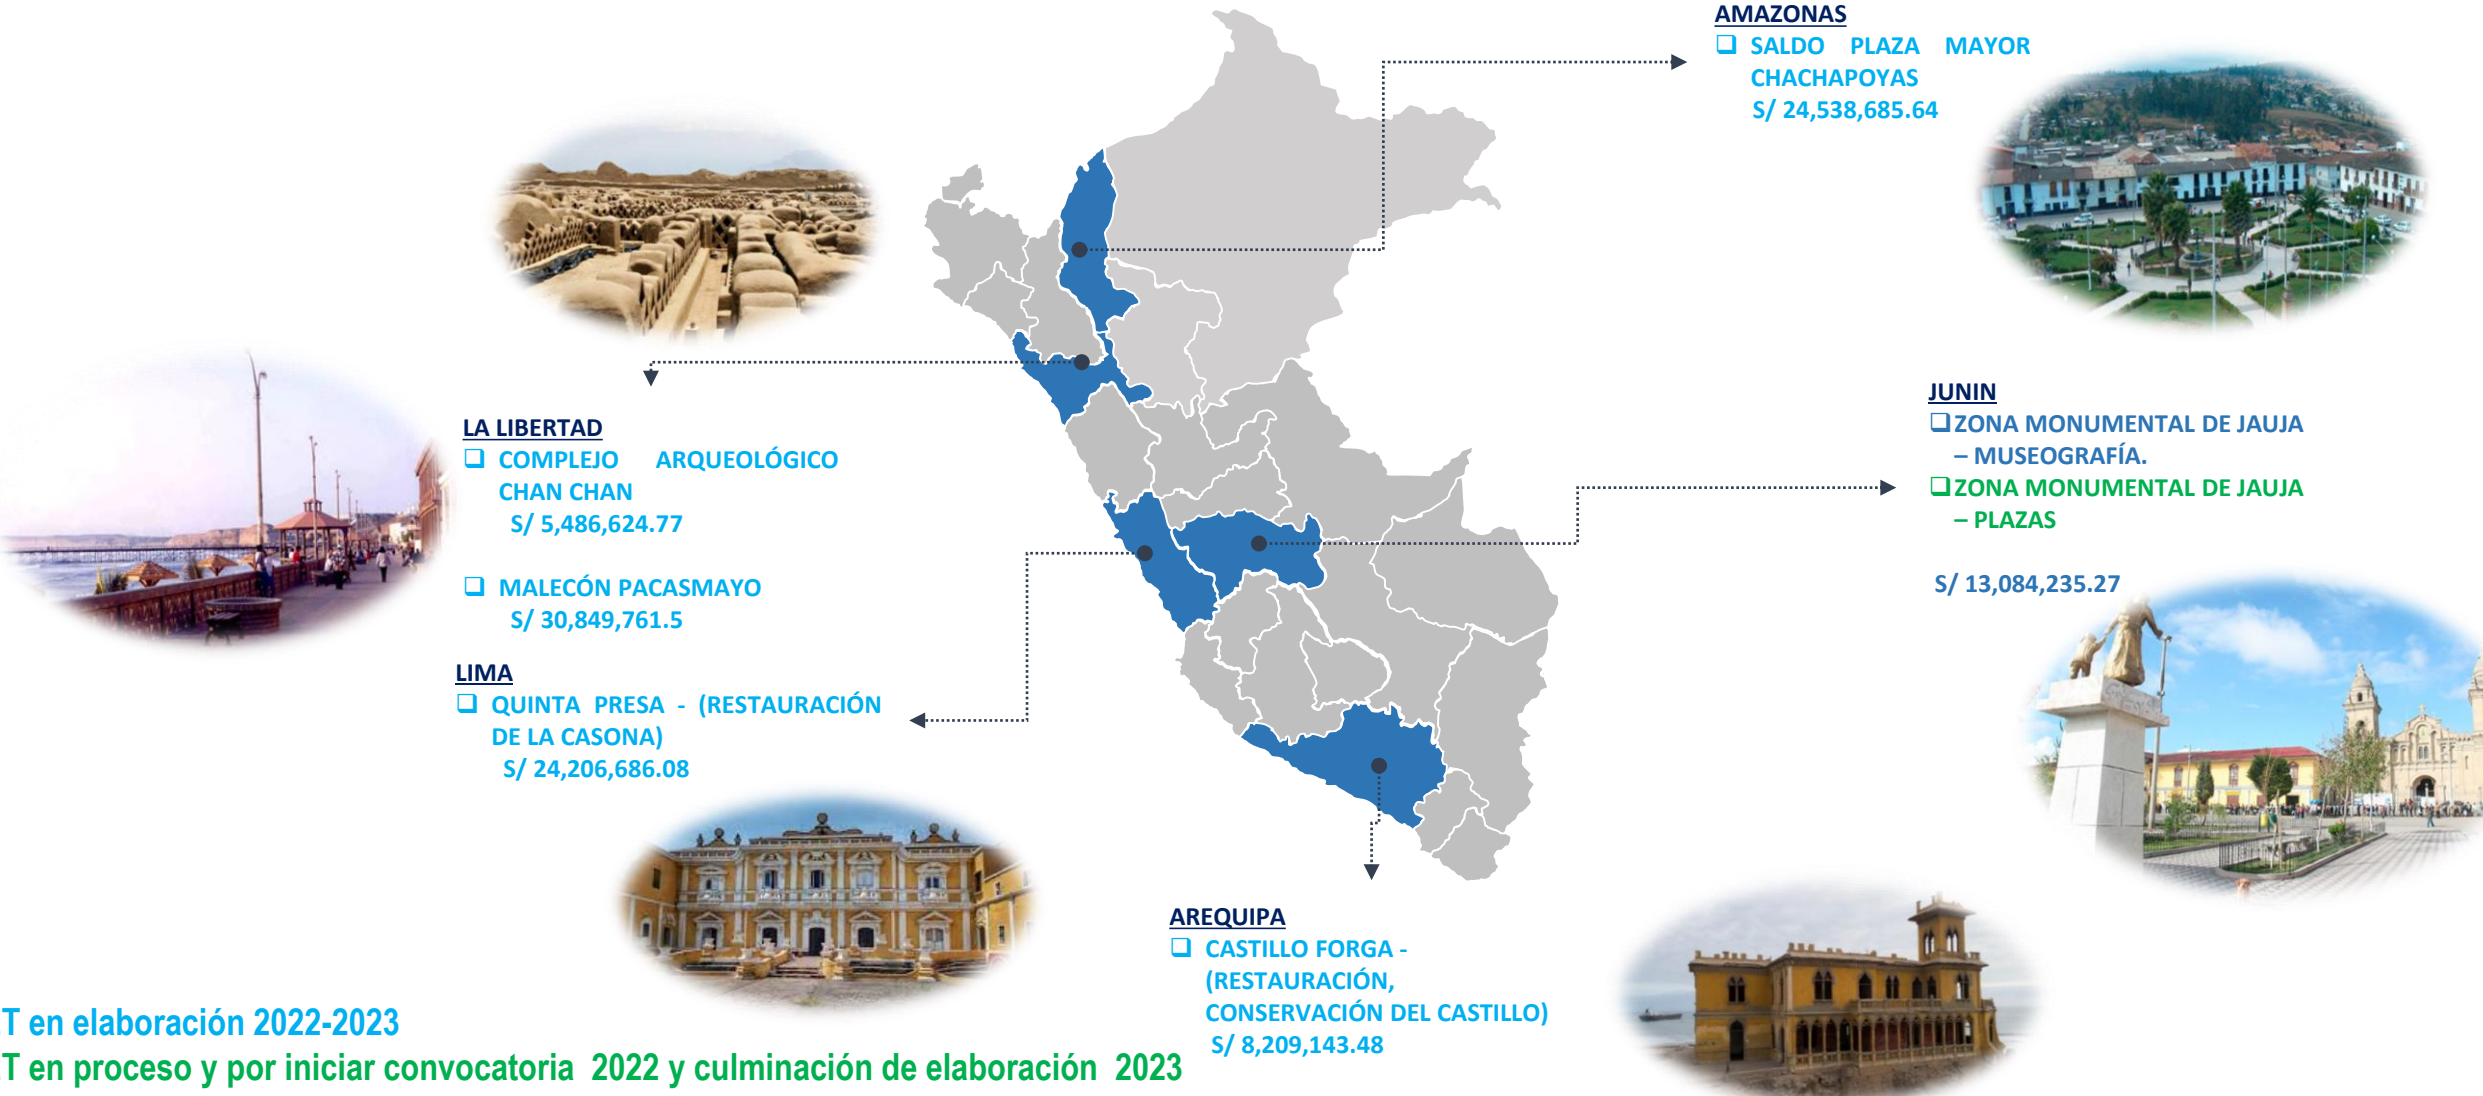 AMAZONAS
❑ SALDO PLAZA MAYOR
CHACHAPOYAS
S/ 24,538,685.64
LA LIBERTAD
❑ COMPLEJO ARQUEOLÓGICO
CHAN CHAN
S/ 5,486,624.77
❑ MALECÓN PACASMAYO
S/ 30,849,761.5
LIMA
❑ QUINTA PRESA - (RESTAURACIÓN
DE LA CASONA)
S/ 24,206,686.08
JUNIN
❑ ZONA MONUMENTAL DE JAUJA
– MUSEOGRAFÍA.
❑ ZONA MONUMENTAL DE JAUJA
– PLAZAS
S/ 13,084,235.27
AREQUIPA
❑ CASTILLO FORGA -
(RESTAURACIÓN,
CONSERVACIÓN DEL CASTILLO)
S/ 8,209,143.48
T en elaboración 2022-2023
T en proceso y por iniciar convocatoria 2022 y culminación de elaboración 2023